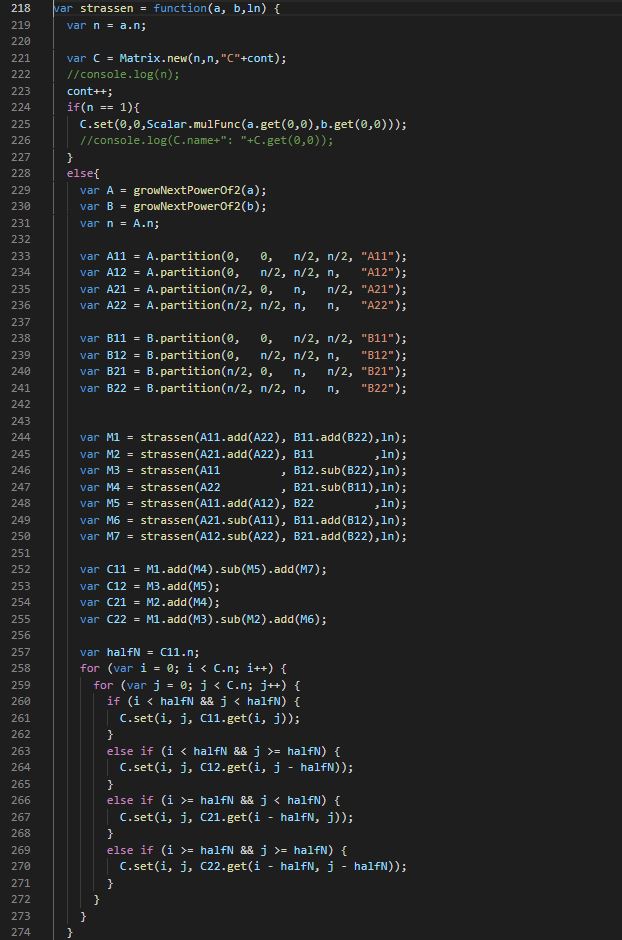 218 var strassen = function(a, b,ln) {
219 var n = a.n;
220
221 var C = Matrix.new(n,n,"C"+cont);
222 //console.log(n);
223 cont++;
224 if(n == 1){
225 C.set(0,0,Scalar.mulFunc(a.get(0,0),b.get(0,0)));
226 //console.log(C.name+": "+C.get(0,0));
227 }
228 else{
229 var A = growNextPowerOf2(a);
230 var B = growNextPowerOf2(b);
231 var n = A.n;
232
233 var A11 = A.partition(0,   0,   n/2, n/2, "A11");
234 var A12 = A.partition(0,   n/2, n/2, n,   "A12");
235 var A21 = A.partition(n/2, 0,   n,   n/2, "A21");
236 var A22 = A.partition(n/2, n/2, n,   n,   "A22");
237
238 var B11 = B.partition(0,   0,   n/2, n/2, "B11");
239 var B12 = B.partition(0,   n/2, n/2, n,   "B12");
240 var B21 = B.partition(n/2, 0,   n,   n/2, "B21");
241 var B22 = B.partition(n/2, n/2, n,   n,   "B22");
242
243
244 var M1 = strassen(A11.add(A22), B11.add(B22),ln);
245 var M2 = strassen(A21.add(A22), B11         ,ln);
246 var M3 = strassen(A11         , B12.sub(B22),ln);
247 var M4 = strassen(A22         , B21.sub(B11),ln);
248 var M5 = strassen(A11.add(A12), B22         ,ln);
249 var M6 = strassen(A21.sub(A11), B11.add(B12),ln);
250 var M7 = strassen(A12.sub(A22), B21.add(B22),ln);
251
252 var C11 = M1.add(M4).sub(M5).add(M7);
253 var C12 = M3.add(M5);
254 var C21 = M2.add(M4);
255 var C22 = M1.add(M3).sub(M2).add(M6);
256
257 var halfN = C11.n;
258 for (var i = 0; i < C.n; i++) {
259 for (var j = 0; j < C.n; j++) {
260 if (i < halfN && j < halfN) {
261 C.set(i, j, C11.get(i, j));
262 }
263 else if (i < halfN && j >= halfN) {
264 C.set(i, j, C12.get(i, j - halfN));
265 }
266 else if (i >= halfN && j < halfN) {
267 C.set(i, j, C21.get(i - halfN, j));
268 }
269 else if (i >= halfN && j >= halfN) {
270 C.set(i, j, C22.get(i - halfN, j - halfN));
271 }
272 }
273 }
274 }